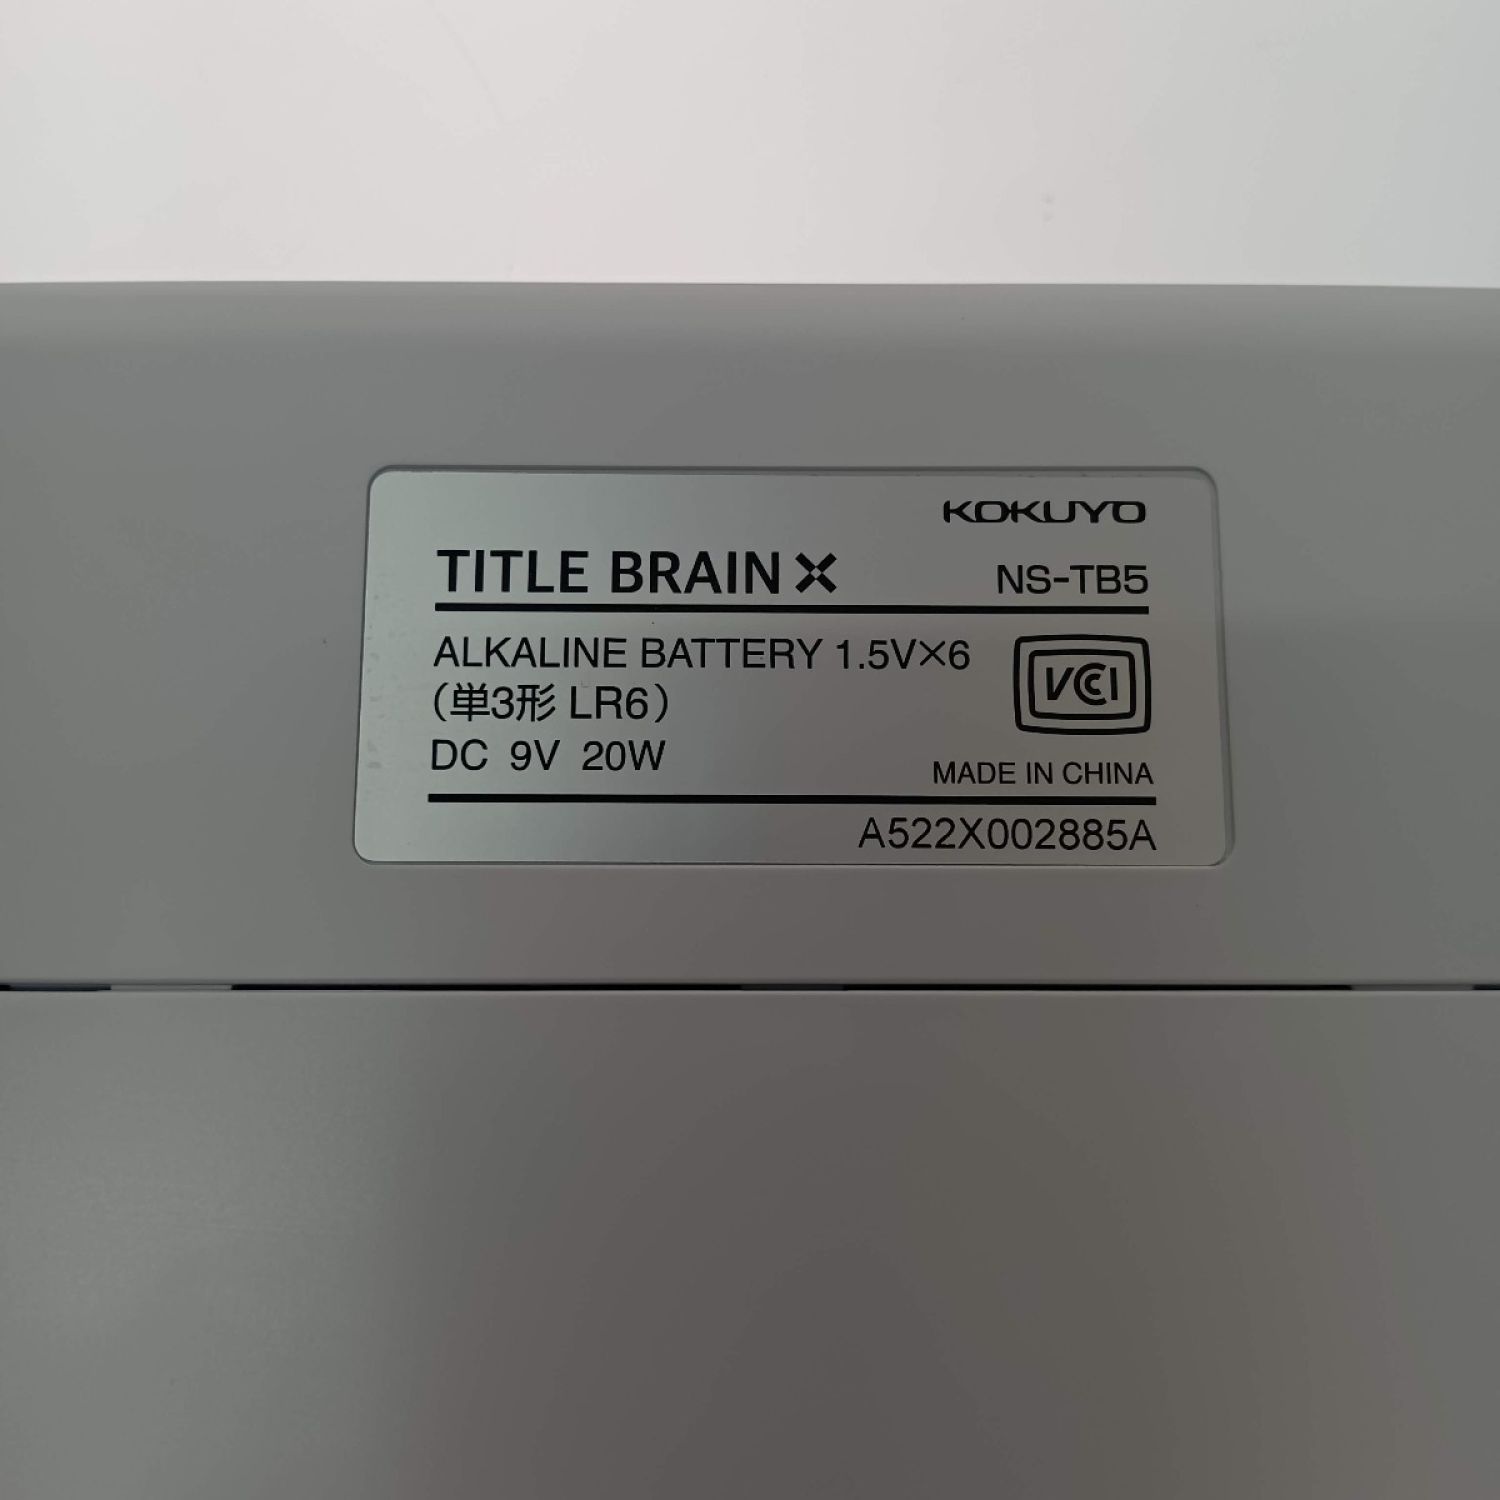 KOKUYO
TITLE BRAIN X NS-TB5
ALKALINE BATTERY 1.5V×6
(単3形 LR6)
VCCI
DC 9V 20W
MADE IN CHINA
A522X002885A